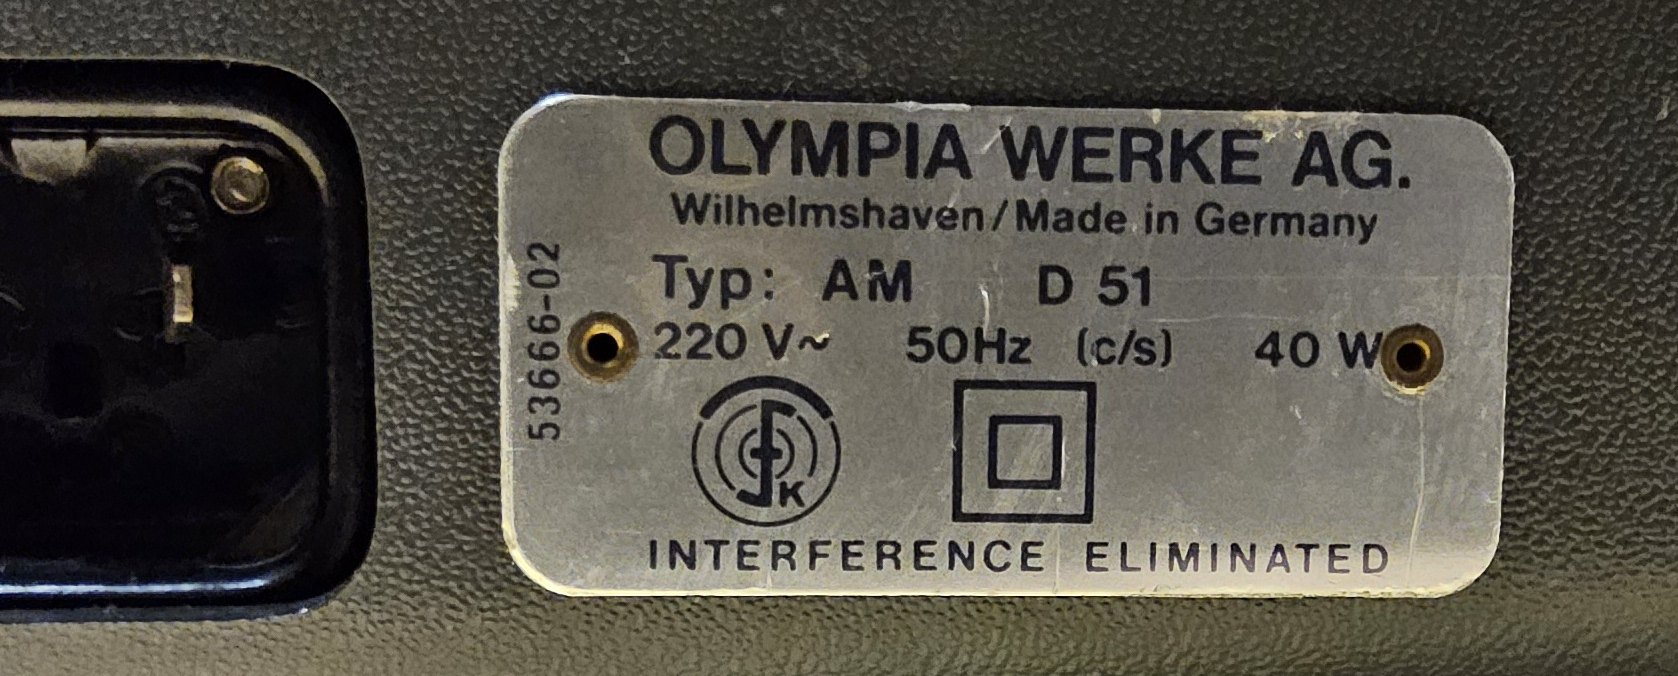 OLYMPIA WERKE AG.
Wilhelmshaven/Made in Germany
Typ: AM D 51
220 V~ 50Hz (c/s) 40 W
K
INTERFERENCE ELIMINATED
53666-02